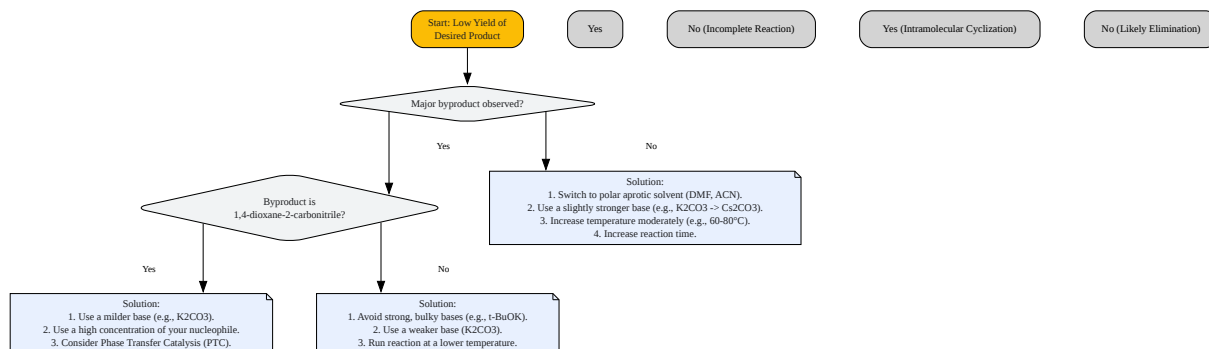 Start: Low Yield of
Desired Product
Yes
No (Incomplete Reaction)
Yes (Intramolecular Cyclization)
No (Likely Elimination)
Major byproduct observed?
Yes
No
Solution:
1. Switch to polar aprotic solvent (DMF, ACN).
2. Use a slightly stronger base (e.g., K2CO3 -> Cs2CO3).
3. Increase temperature moderately (e.g., 60-80°C).
4. Increase reaction time.
Byproduct is
1,4-dioxane-2-carbonitrile?
Yes
No
Solution:
1. Use a milder base (e.g., K2CO3).
2. Use a high concentration of your nucleophile.
3. Consider Phase Transfer Catalysis (PTC).
Solution:
1. Avoid strong, bulky bases (e.g., t-BuOK).
2. Use a weaker base (K2CO3).
3. Run reaction at a lower temperature.